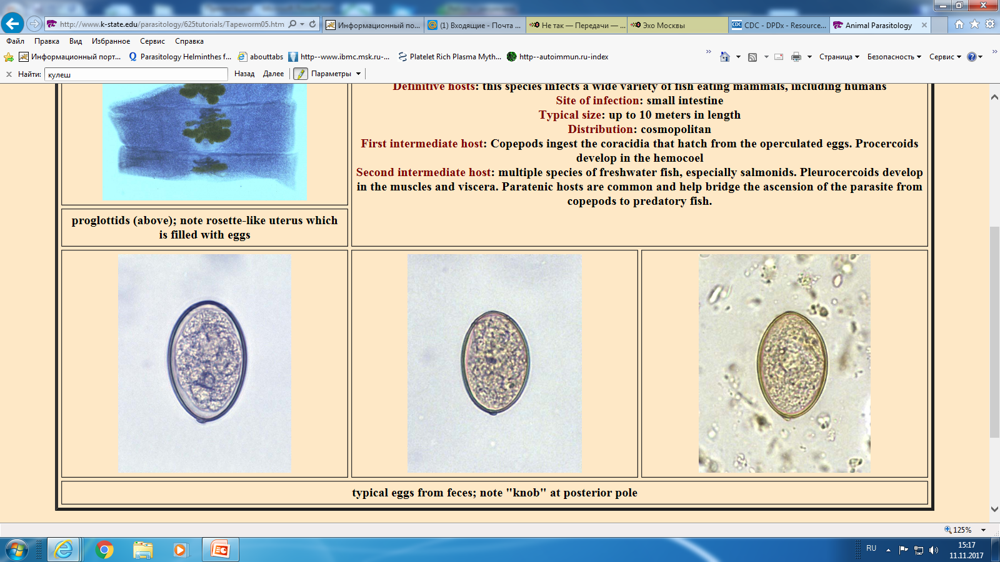 http://www.k-state.edu/parasitology/625tutorials/Tapeworm05.htm
Информационный по...
(1) Входящие - Почта ...
Не так — Передачи — ...
Эхо Москвы
CDC CDC - DPDx - Resource...
Animal Parasitology
Файл Правка Вид Избранное Сервис Справка
Информационный порт... Parasitology Helminthes f... abouttabs http--www.ibmc.msk.ru-... Platelet Rich Plasma Myth... http--autoimmun.ru-index
Страница Безопасность Сервис
Найти: кулеш Назад Далее Параметры
Definitive hosts: this species infects a wide variety of fish eating mammals, including humans
Site of infection: small intestine
Typical size: up to 10 meters in length
Distribution: cosmopolitan
First intermediate host: Copepods ingest the coracidia that hatch from the operculated eggs. Procercoids
develop in the hemocoel
Second intermediate host: multiple species of freshwater fish, especially salmonids. Pleurocercoids develop
in the muscles and viscera. Paratenic hosts are common and help bridge the ascension of the parasite from
copepods to predatory fish.
proglottids (above); note rosette-like uterus which
is filled with eggs
typical eggs from feces; note "knob" at posterior pole
125%
RU
15:17
11.11.2017